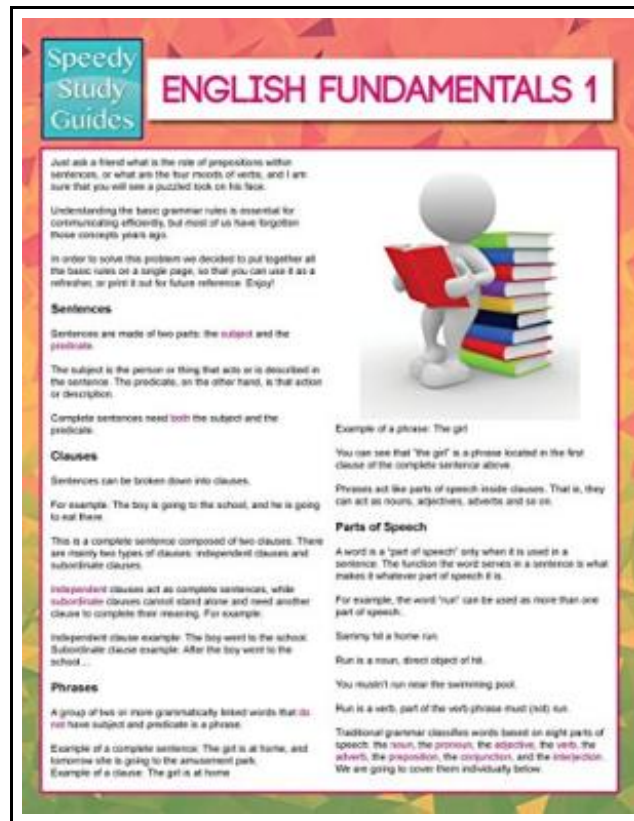 Speedy
Study
Guides
ENGLISH FUNDAMENTALS 1
Just ask a friend what is the role of prepositions within
sentences, or what are the four moods of verbs, and I am
sure that you will see a puzzled look on his face.
Understanding the basic grammar rules is essential for
communicating efficiently, but most of us have forgotten
those concepts years ago.
In order to solve this problem we decided to put together all
the basic rules on a single page, so that you can use it as a
refresher, or print it out for future reference. Enjoy!
Sentences
Sentences are made of two parts: the subject and the
predicate.
The subject is the person or thing that acts or is described in
the sentence. The predicate, on the other hand, is that action
or description.
Complete sentences need both the subject and the
predicate.
Clauses
Sentences can be broken down into clauses.
For example: The boy is going to the school, and he is going
to eat there.
This is a complete sentence composed of two clauses. There
are mainly two types of clauses: independent clauses and
subordinate clauses.
Independent clauses act as complete sentences, while
subordinate clauses cannot stand alone and need another
clause to complete their meaning. For example:
Independent clause example: The boy went to the school.
Subordinate clause example: After the boy went to the
school…
Phrases
A group of two or more grammatically linked words that do
not have subject and predicate is a phrase.
Example of a complete sentence: The girl is at home, and
tomorrow she is going to the amusement park.
Example of a clause: The girl is at home
Example of a phrase: The girl
You can see that "the girl" is a phrase located in the first
clause of the complete sentence above.
Phrases act like parts of speech inside clauses. That is, they
can act as nouns, adjectives, adverbs and so on.
Parts of Speech
A word is a "part of speech" only when it is used in a
sentence. The function the word serves in a sentence is what
makes it whatever part of speech it is.
For example, the word "run" can be used as more than one
part of speech:.
Sammy hit a home run.
Run is a noun, direct object of hit.
You mustn't run near the swimming pool.
Run is a verb, part of the verb phrase must (not) run.
Traditional grammar classifies words based on eight parts of
speech: the noun, the pronoun, the adjective, the verb, the
adverb, the preposition, the conjunction, and the interjection.
We are going to cover them individually below.